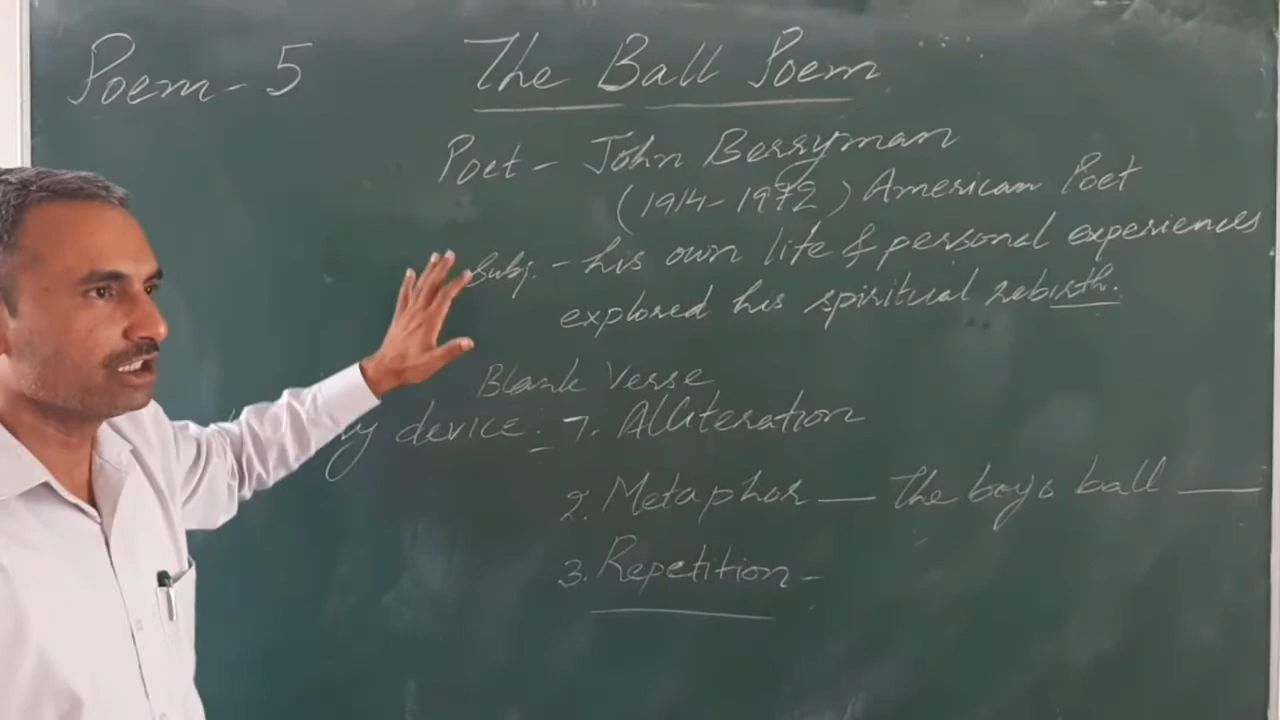 Poem-5
The Ball Poem
Poet - John Berryman
(1914-1972) American Poet
Subj. - his own life & personal experiences
explored his spiritual rebirth.
Blank Verse
device: 1. Alliteration
2. Metaphor — The boy's ball —
3. Repetition -